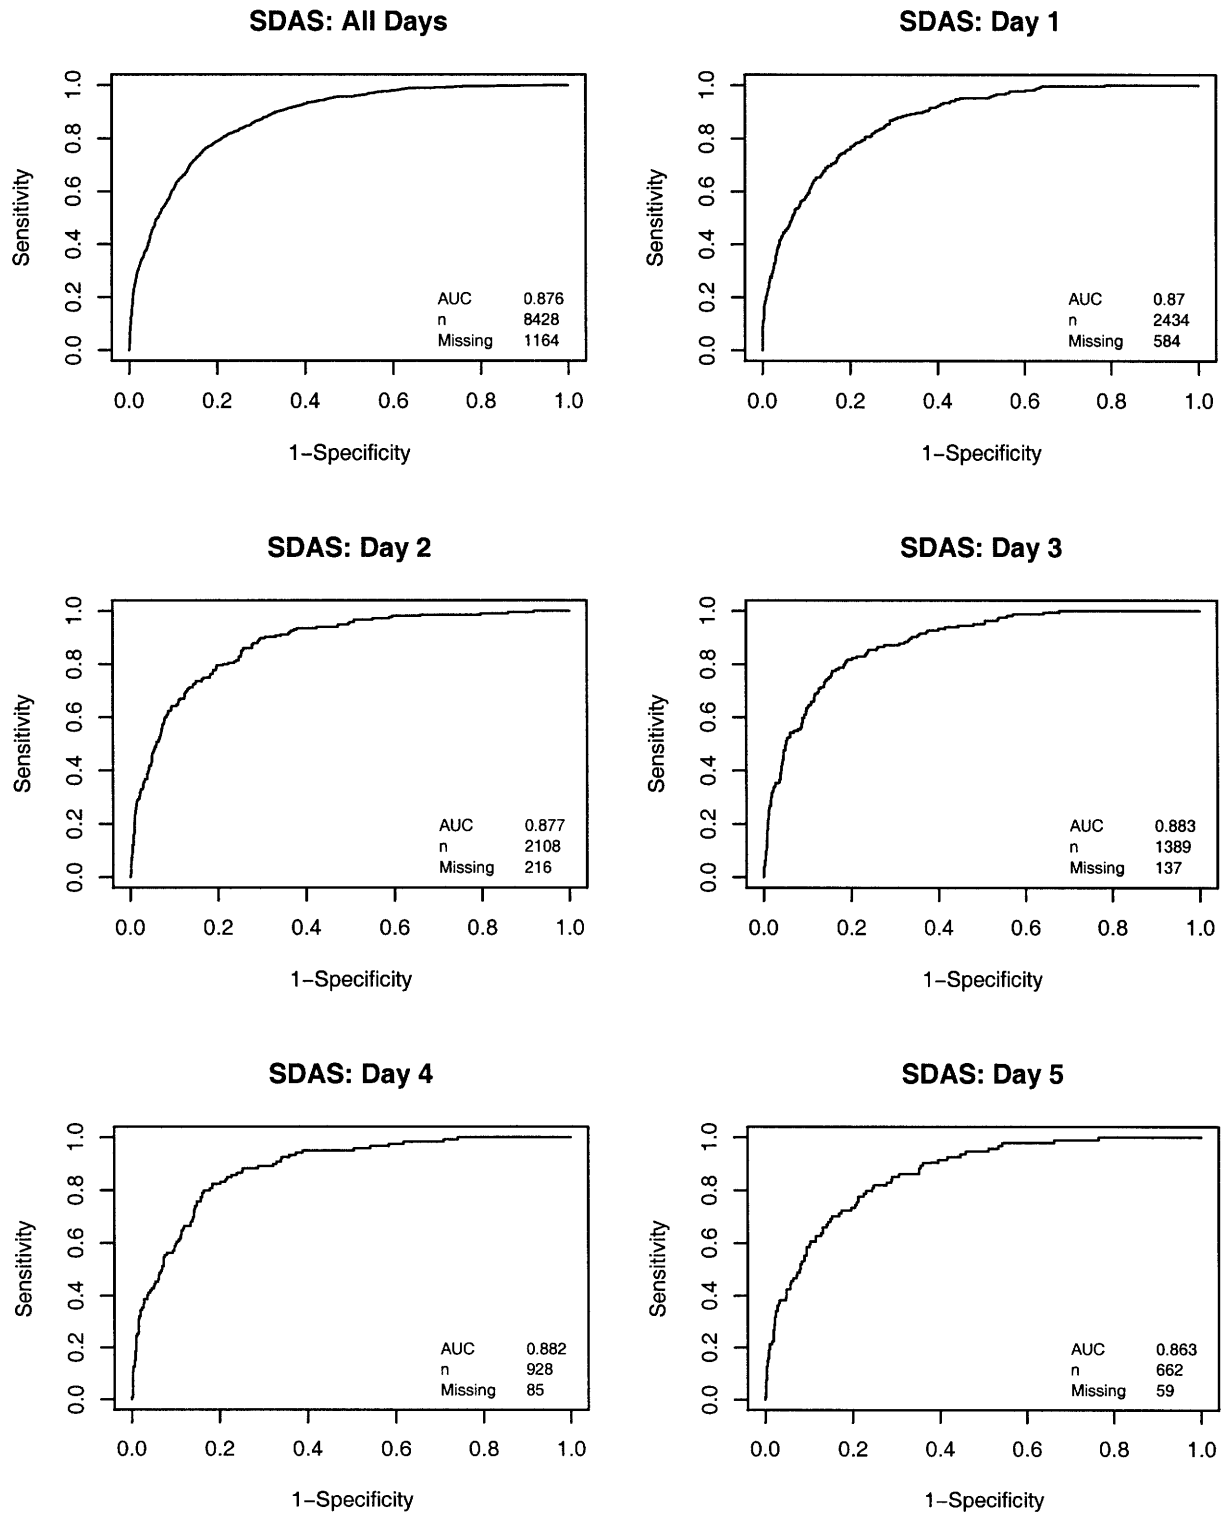 SDAS: All Days
Sensitivity
0.0 0.2 0.4 0.6 0.8 1.0
AUC 0.876
n 8428
Missing 1164
0.0 0.2 0.4 0.6 0.8 1.0
1−Specificity
SDAS: Day 1
Sensitivity
0.0 0.2 0.4 0.6 0.8 1.0
AUC 0.87
n 2434
Missing 584
0.0 0.2 0.4 0.6 0.8 1.0
1−Specificity
SDAS: Day 2
Sensitivity
0.0 0.2 0.4 0.6 0.8 1.0
AUC 0.877
n 2108
Missing 216
0.0 0.2 0.4 0.6 0.8 1.0
1−Specificity
SDAS: Day 3
Sensitivity
0.0 0.2 0.4 0.6 0.8 1.0
AUC 0.883
n 1389
Missing 137
0.0 0.2 0.4 0.6 0.8 1.0
1−Specificity
SDAS: Day 4
Sensitivity
0.0 0.2 0.4 0.6 0.8 1.0
AUC 0.882
n 928
Missing 85
0.0 0.2 0.4 0.6 0.8 1.0
1−Specificity
SDAS: Day 5
Sensitivity
0.0 0.2 0.4 0.6 0.8 1.0
AUC 0.863
n 662
Missing 59
0.0 0.2 0.4 0.6 0.8 1.0
1−Specificity